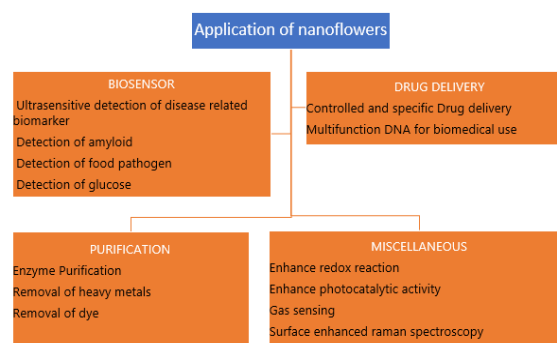 Application of nanoflowers
BIOSENSOR
Ultrasensitive detection of disease related
biomarker
Detection of amyloid
Detection of food pathogen
Detection of glucose
DRUG DELIVERY
Controlled and specific Drug delivery
Multifunction DNA for biomedical use
PURIFICATION
Enzyme Purification
Removal of heavy metals
Removal of dye
MISCELLANEOUS
Enhance redox reaction
Enhance photocatalytic activity
Gas sensing
Surface enhanced raman spectroscopy